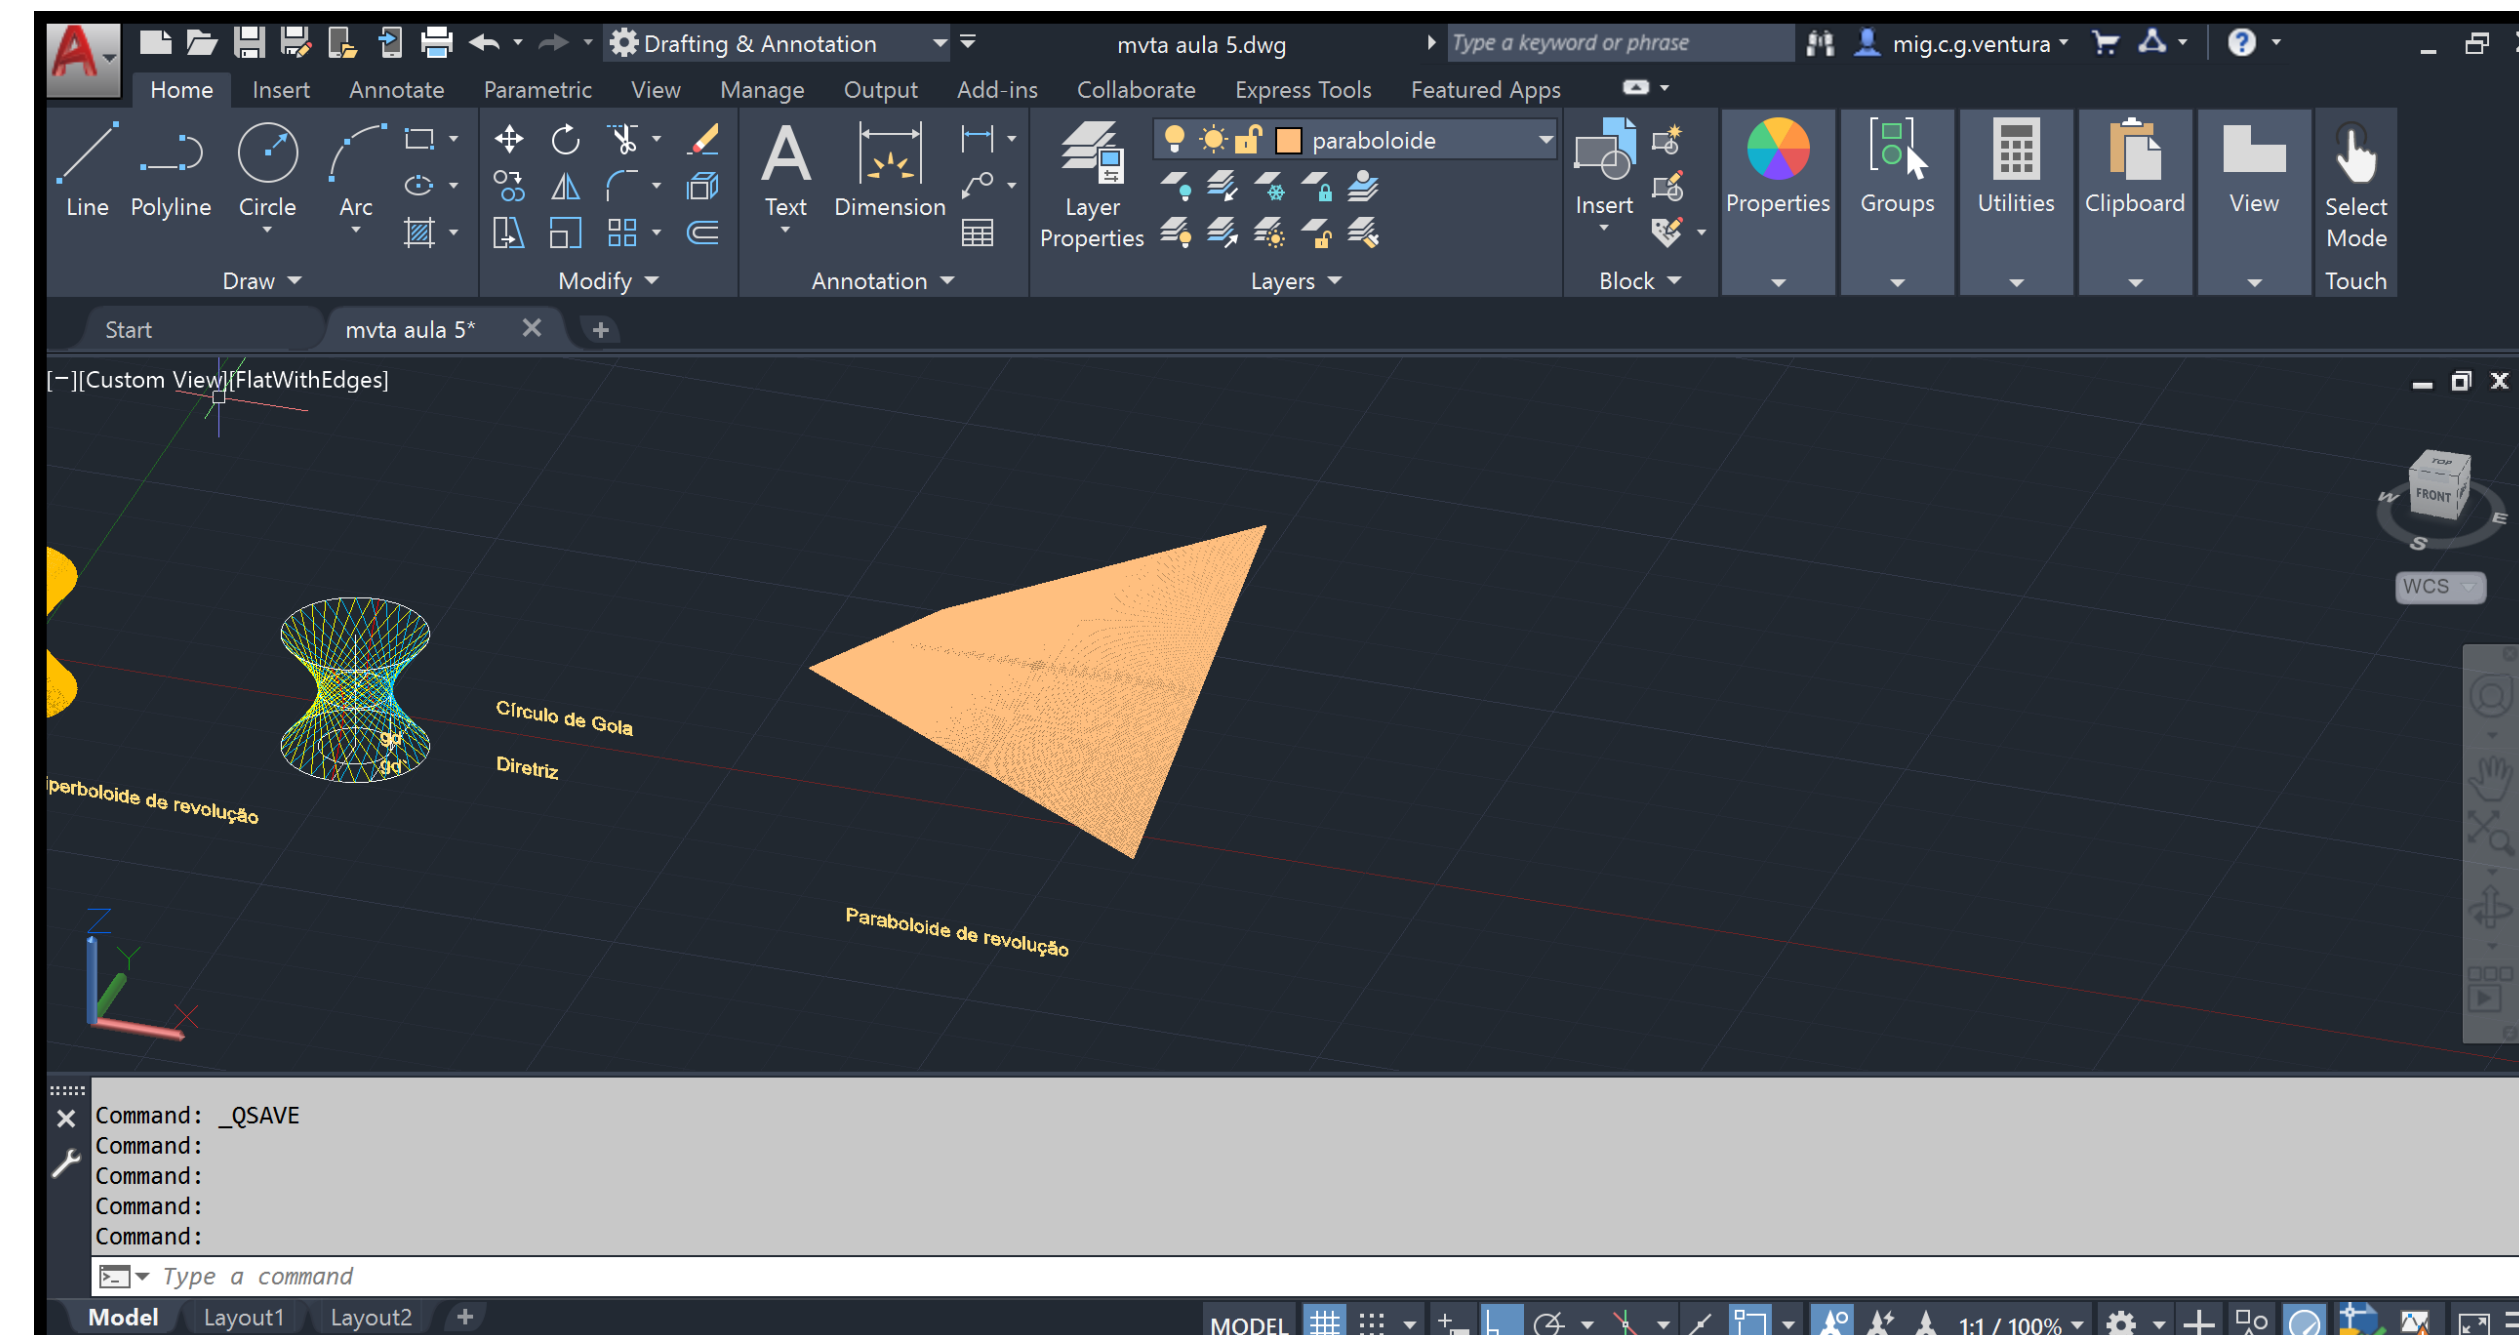 Drafting & Annotation
mvta aula 5.dwg
Type a keyword or phrase
mig.c.g.ventura
Home Insert Annotate Parametric View Manage Output Add-ins Collaborate Express Tools Featured Apps
paraboloide
Line Polyline Circle Arc
Text Dimension
Layer
Properties
Insert
Properties Groups Utilities Clipboard View Select
Mode
Draw Modify Annotation Layers Block Touch
Start mvta aula 5*
[−][Custom View][FlatWithEdges]
TOP
FRONT
W
E
S
WCS
Círculo de Gola
gd'
Diretriz
gd'
iperboloide de revolução
Paraboloide de revolução
Z
Y
X
Command: _QSAVE
Command:
Command:
Command:
Command:
Type a command
Model Layout1 Layout2
MODEL 1:1 / 100%